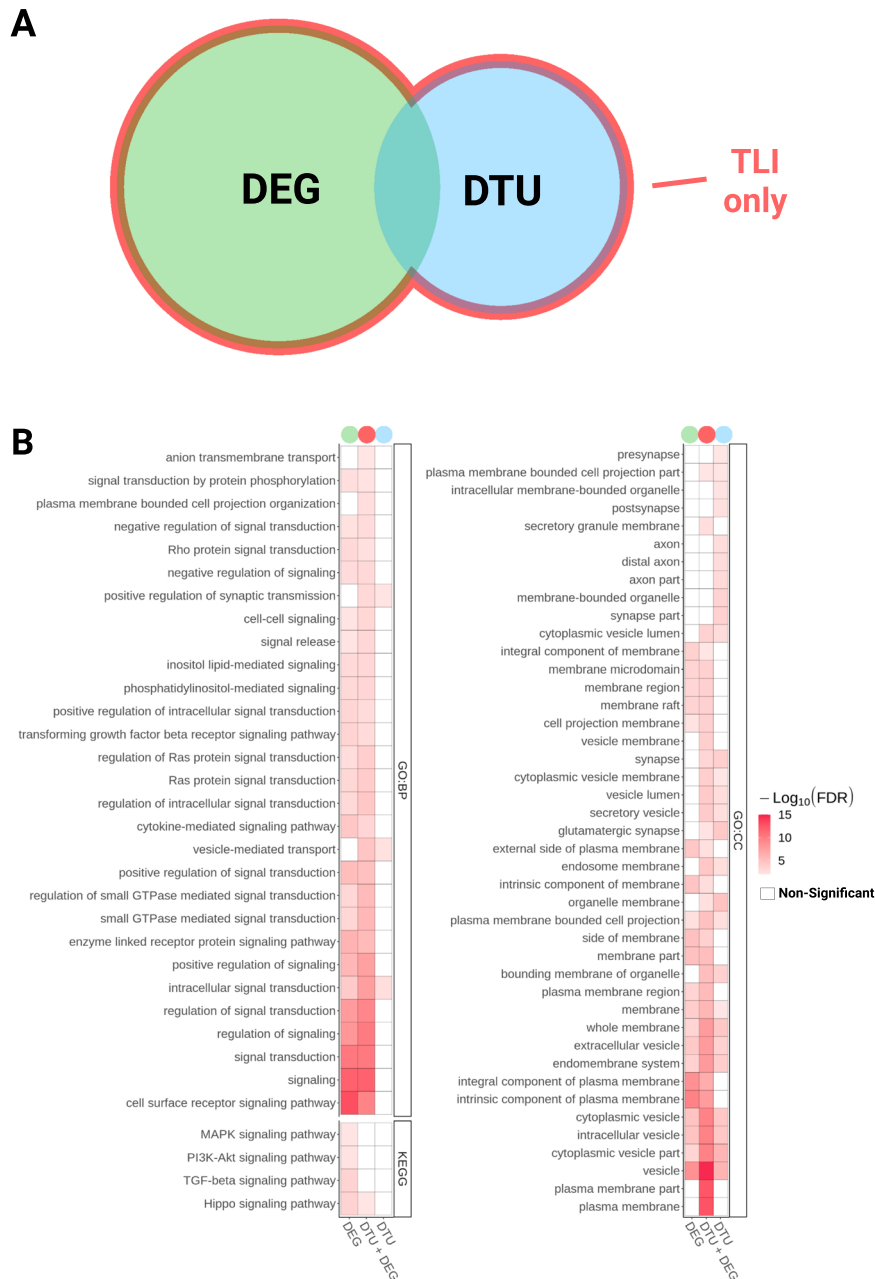 A
DEG
DTU
TLI
only
B
anion transmembrane transport
signal transduction by protein phosphorylation
plasma membrane bounded cell projection organization
negative regulation of signal transduction
Rho protein signal transduction
negative regulation of signaling
positive regulation of synaptic transmission
cell-cell signaling
signal release
inositol lipid-mediated signaling
phosphatidylinositol-mediated signaling
positive regulation of intracellular signal transduction
transforming growth factor beta receptor signaling pathway
regulation of Ras protein signal transduction
Ras protein signal transduction
regulation of intracellular signal transduction
cytokine-mediated signaling pathway
vesicle-mediated transport
positive regulation of signal transduction
regulation of small GTPase mediated signal transduction
small GTPase mediated signal transduction
enzyme linked receptor protein signaling pathway
positive regulation of signaling
intracellular signal transduction
regulation of signal transduction
regulation of signaling
signal transduction
signaling
cell surface receptor signaling pathway
GO:BP
MAPK signaling pathway
PI3K-Akt signaling pathway
TGF-beta signaling pathway
Hippo signaling pathway
KEGG
DEG
DTU + DEG
DTU
presynapse
plasma membrane bounded cell projection part
intracellular membrane-bounded organelle
postsynapse
secretory granule membrane
axon
distal axon
axon part
membrane-bounded organelle
synapse part
cytoplasmic vesicle lumen
integral component of membrane
membrane microdomain
membrane region
membrane raft
cell projection membrane
vesicle membrane
synapse
cytoplasmic vesicle membrane
vesicle lumen
secretory vesicle
glutamatergic synapse
external side of plasma membrane
endosome membrane
intrinsic component of membrane
organelle membrane
plasma membrane bounded cell projection
side of membrane
membrane part
bounding membrane of organelle
plasma membrane region
membrane
whole membrane
extracellular vesicle
endomembrane system
integral component of plasma membrane
intrinsic component of plasma membrane
cytoplasmic vesicle
intracellular vesicle
cytoplasmic vesicle part
vesicle
plasma membrane part
plasma membrane
GO:CC
DEG
DTU + DEG
DTU
− Log₁₀(FDR)
15
10
5
Non-Significant